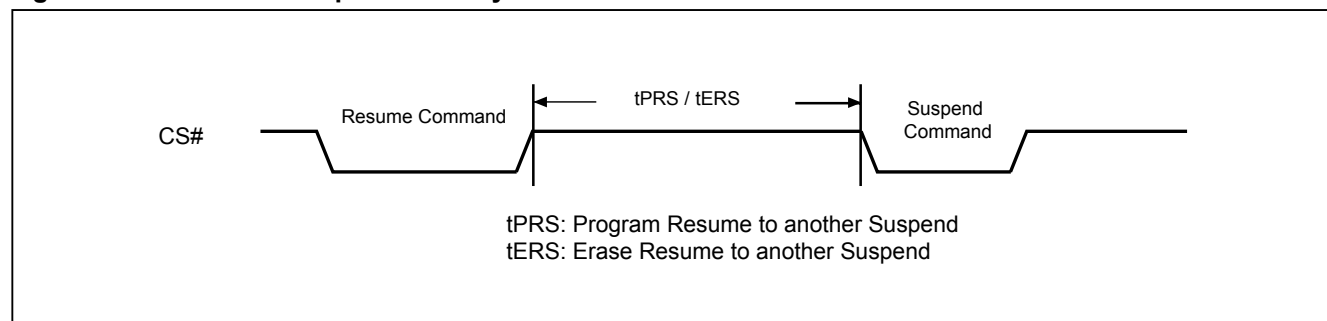 Resume Command
tPRS / tERS
Suspend
Command
CS#
tPRS: Program Resume to another Suspend
tERS: Erase Resume to another Suspend